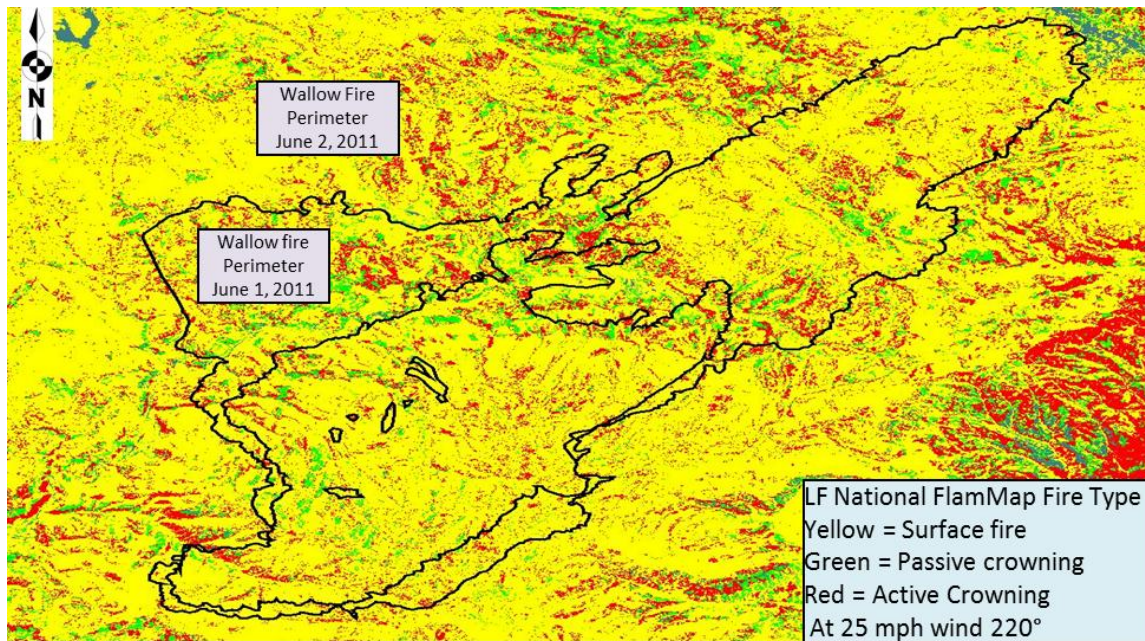 N
Wallow Fire
Perimeter
June 2, 2011
Wallow fire
Perimeter
June 1, 2011
LF National FlamMap Fire Type
Yellow = Surface fire
Green = Passive crowning
Red = Active Crowning
At 25 mph wind 220°